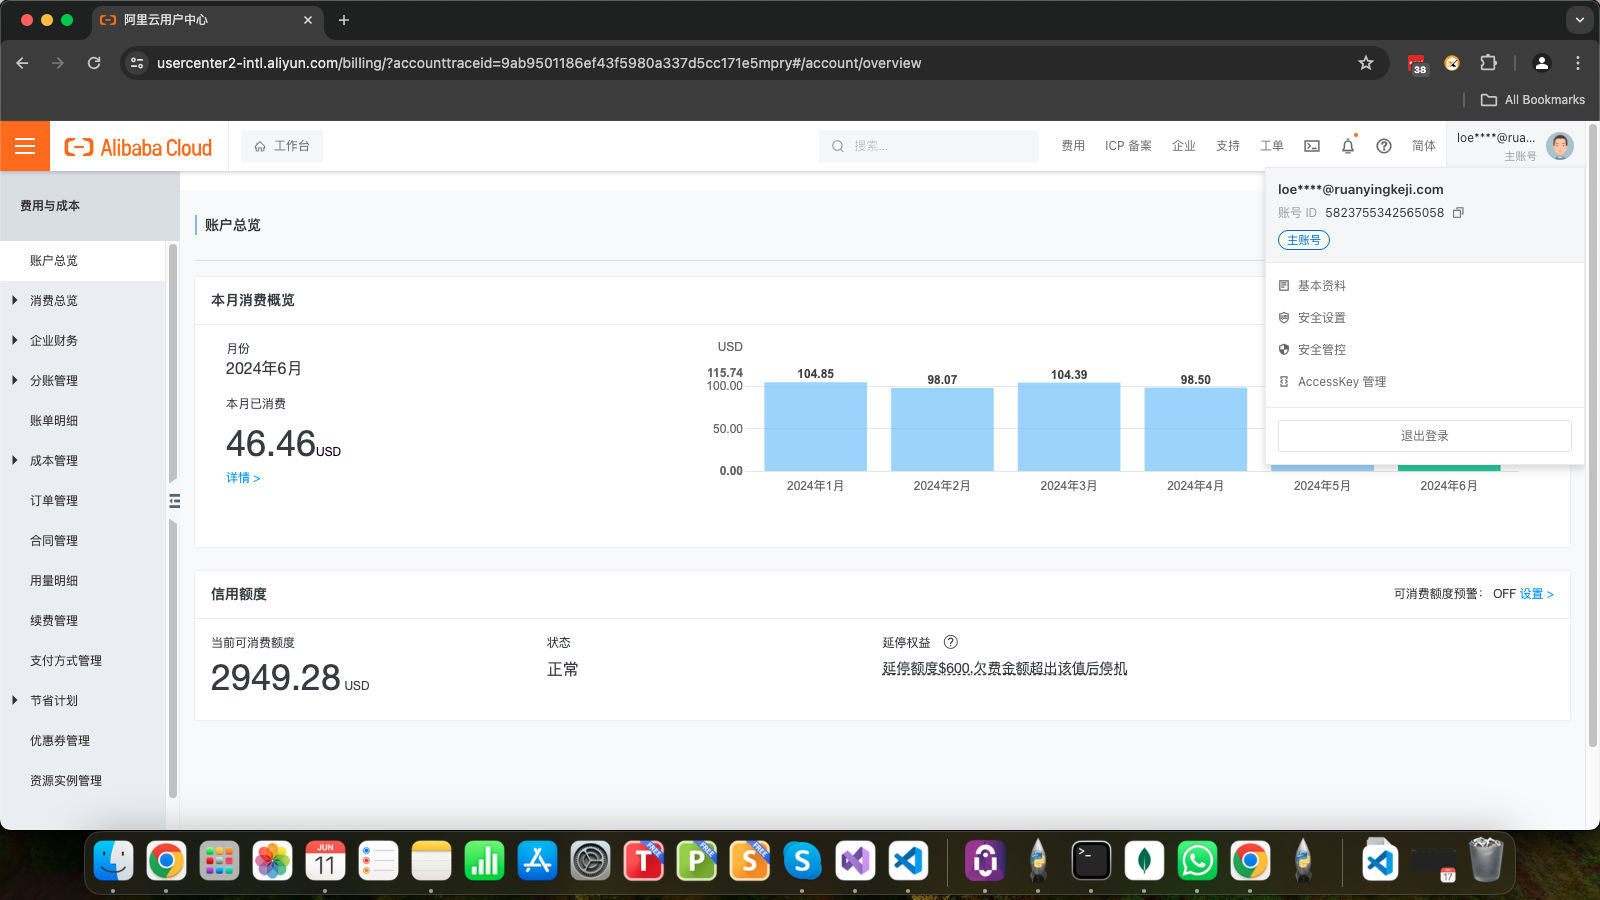 阿里云用户中心
usercenter2-intl.aliyun.com/billing/?accounttraceid=9ab9501186ef43f5980a337d5cc171e5mpry#/account/overview
38
All Bookmarks
Alibaba Cloud
工作台
搜索...
费用
ICP 备案
企业
支持
工单
简体
loe****@rua...
主账号
loe****@ruanyingkeji.com
账号 ID 5823755342565058
主账号
基本资料
安全设置
安全管控
AccessKey 管理
退出登录
费用与成本
账户总览
消费总览
企业财务
分账管理
账单明细
成本管理
订单管理
合同管理
用量明细
续费管理
支付方式管理
节省计划
优惠券管理
资源实例管理
账户总览
本月消费概览
月份
2024年6月
本月已消费
46.46USD
详情 >
USD
115.74
100.00
50.00
0.00
104.85
98.07
104.39
98.50
2024年1月
2024年2月
2024年3月
2024年4月
2024年5月
2024年6月
信用额度
可消费额度预警： OFF 设置 >
当前可消费额度
2949.28 USD
状态
正常
延停权益
延停额度$600,欠费金额超出该值后停机
JUN
11
T
FREE
P
FREE
S
FREE
S
17